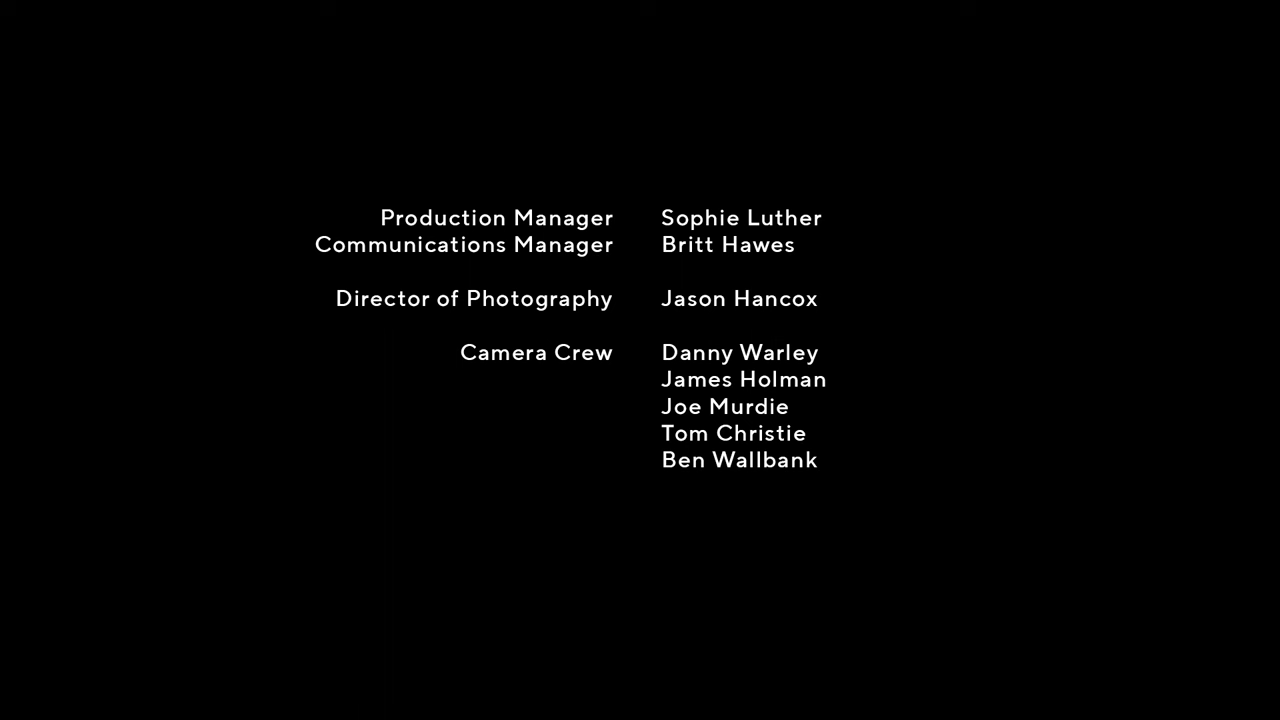 Production Manager Sophie Luther
Communications Manager Britt Hawes
Director of Photography Jason Hancox
Camera Crew Danny Warley
James Holman
Joe Murdie
Tom Christie
Ben Wallbank